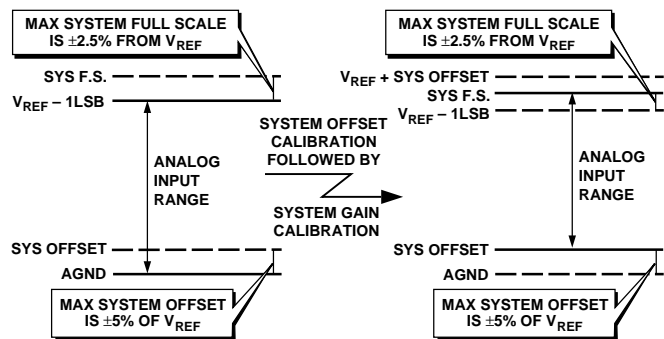 MAX SYSTEM FULL SCALE
IS ±2.5% FROM VREF
SYS F.S.
VREF – 1LSB
ANALOG
INPUT
RANGE
SYS OFFSET
AGND
MAX SYSTEM OFFSET
IS ±5% OF VREF
SYSTEM OFFSET
CALIBRATION
FOLLOWED BY
SYSTEM GAIN
CALIBRATION
MAX SYSTEM FULL SCALE
IS ±2.5% FROM VREF
VREF + SYS OFFSET
SYS F.S.
VREF – 1LSB
ANALOG
INPUT
RANGE
SYS OFFSET
AGND
MAX SYSTEM OFFSET
IS ±5% OF VREF